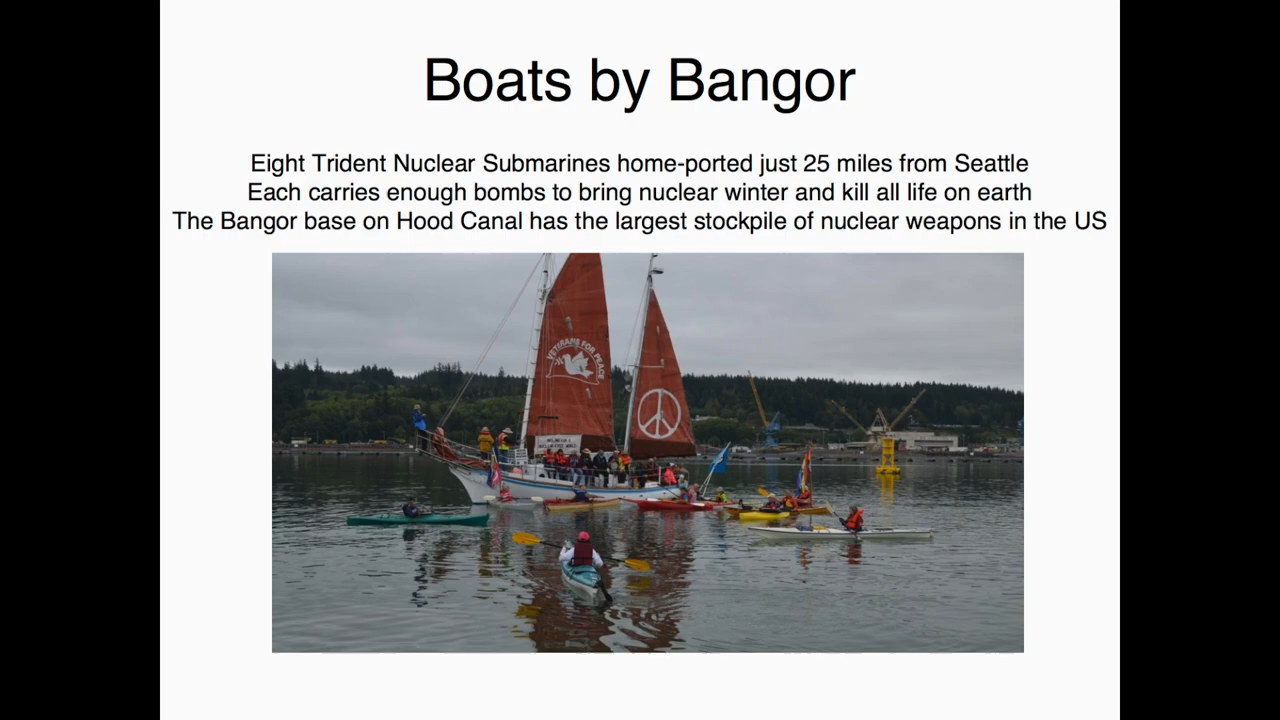 Boats by Bangor
Eight Trident Nuclear Submarines home-ported just 25 miles from Seattle
Each carries enough bombs to bring nuclear winter and kill all life on earth
The Bangor base on Hood Canal has the largest stockpile of nuclear weapons in the US
VETERANS FOR PEACE